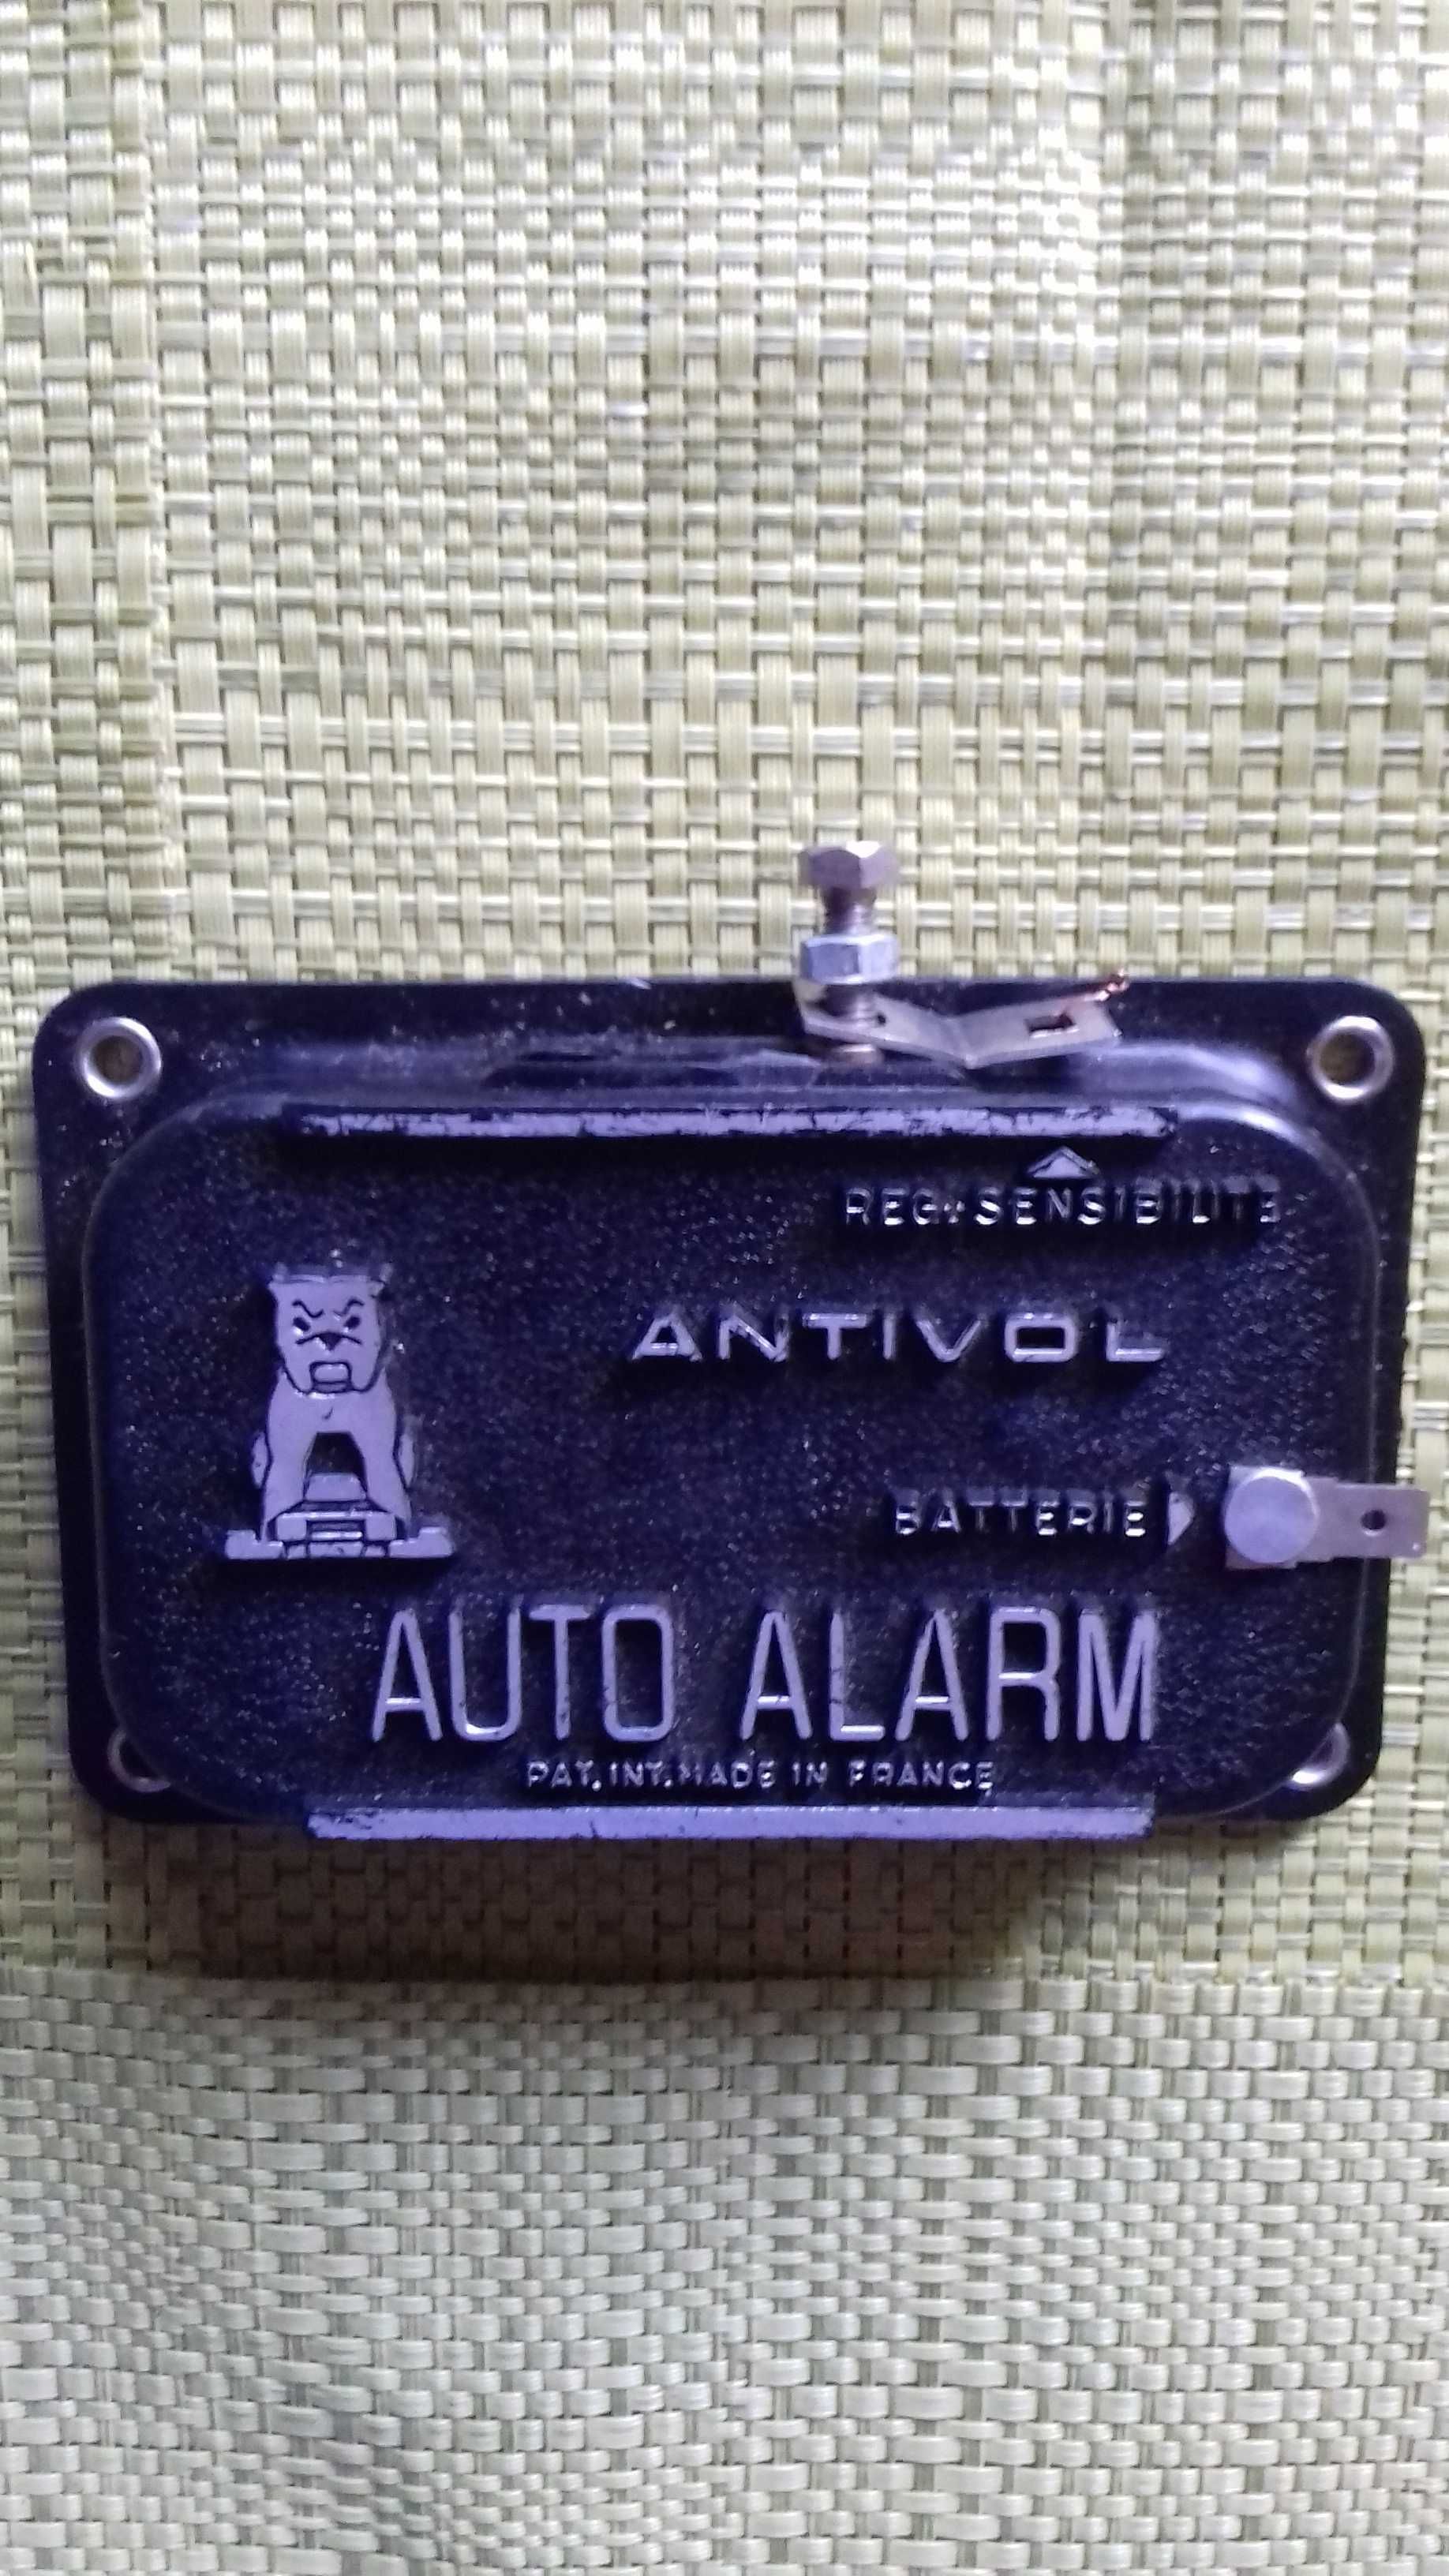 REG. SENSIBILITE
ANTIVOL
BATTERIE
AUTO ALARM
PAT. INT. MADE IN FRANCE